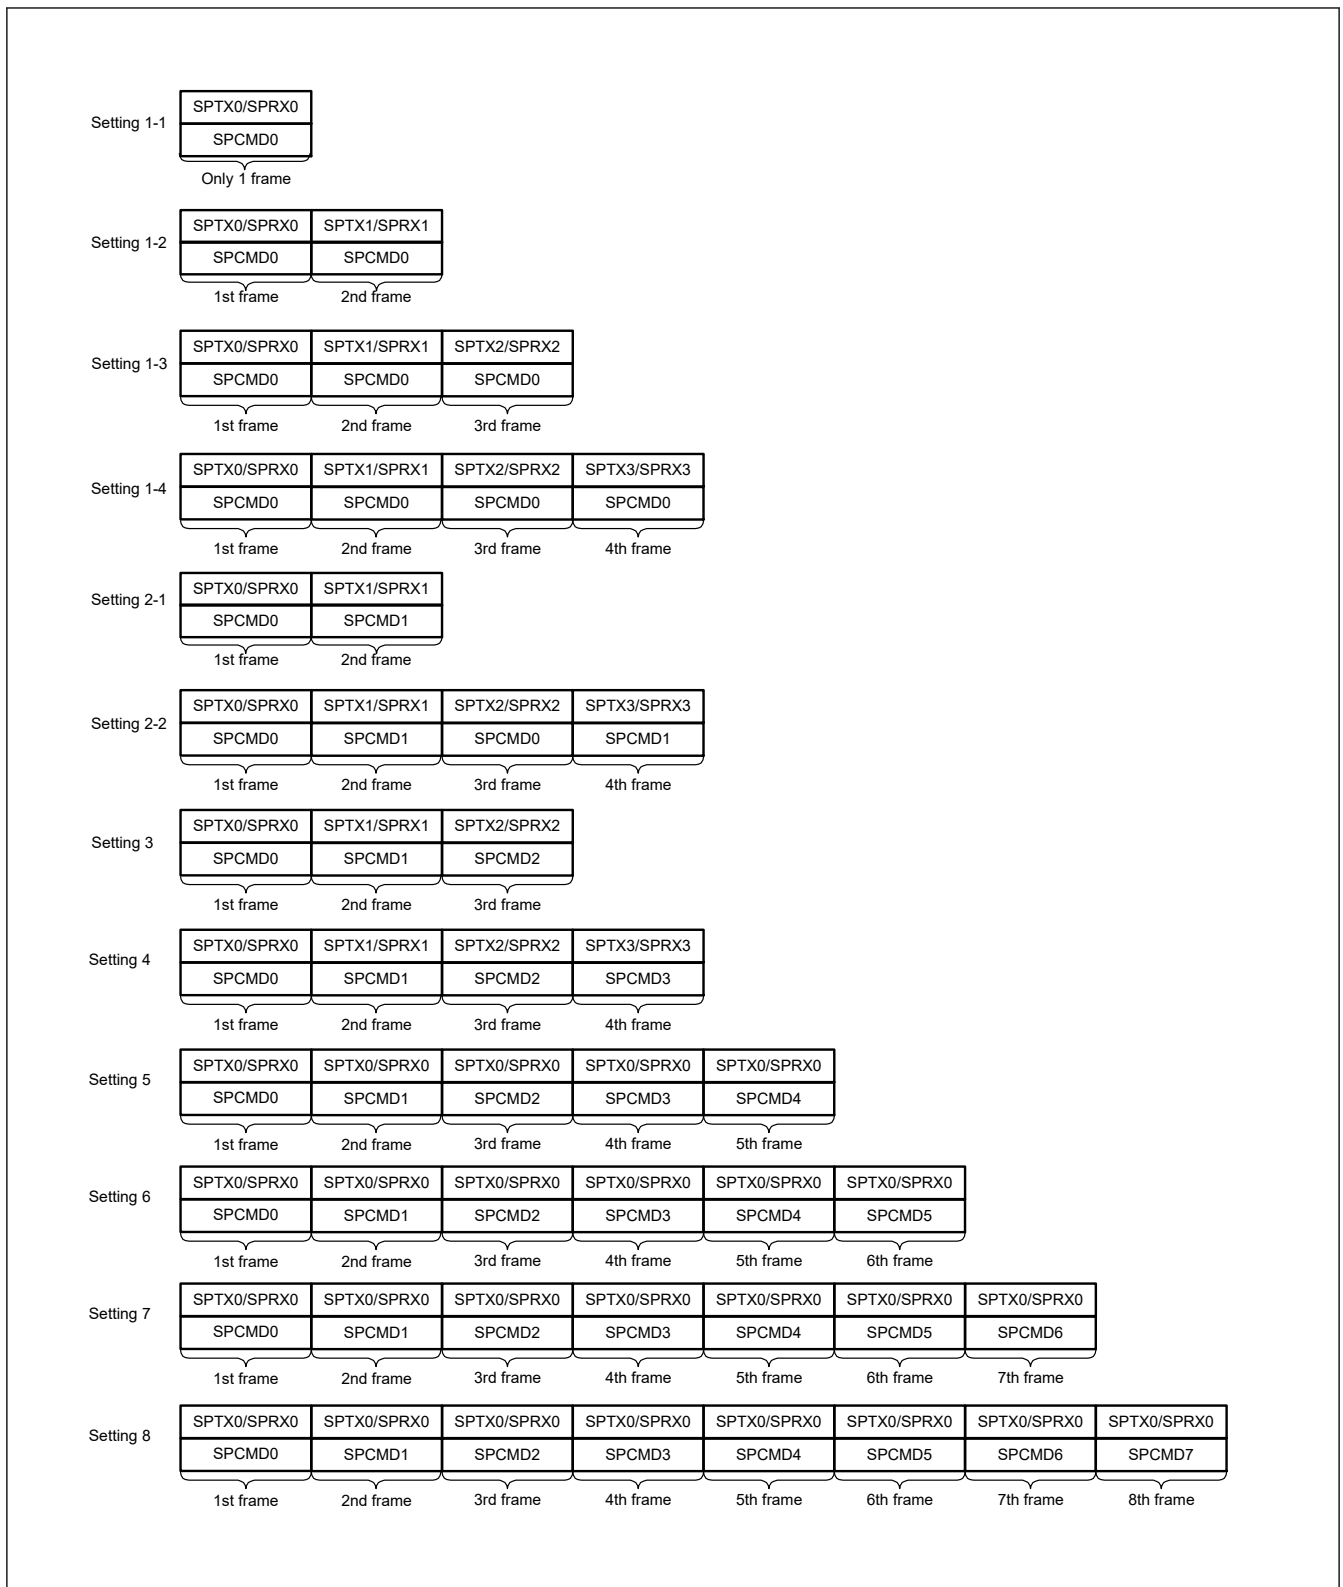 SPTX0/SPRX0
Setting 1-1
SPCMD0
Only 1 frame
SPTX0/SPRX0 SPTX1/SPRX1
Setting 1-2
SPCMD0 SPCMD0
1st frame 2nd frame
SPTX0/SPRX0 SPTX1/SPRX1 SPTX2/SPRX2
Setting 1-3
SPCMD0 SPCMD0 SPCMD0
1st frame 2nd frame 3rd frame
SPTX0/SPRX0 SPTX1/SPRX1 SPTX2/SPRX2 SPTX3/SPRX3
Setting 1-4
SPCMD0 SPCMD0 SPCMD0 SPCMD0
1st frame 2nd frame 3rd frame 4th frame
SPTX0/SPRX0 SPTX1/SPRX1
Setting 2-1
SPCMD0 SPCMD1
1st frame 2nd frame
SPTX0/SPRX0 SPTX1/SPRX1 SPTX2/SPRX2 SPTX3/SPRX3
Setting 2-2
SPCMD0 SPCMD1 SPCMD0 SPCMD1
1st frame 2nd frame 3rd frame 4th frame
SPTX0/SPRX0 SPTX1/SPRX1 SPTX2/SPRX2
Setting 3
SPCMD0 SPCMD1 SPCMD2
1st frame 2nd frame 3rd frame
SPTX0/SPRX0 SPTX1/SPRX1 SPTX2/SPRX2 SPTX3/SPRX3
Setting 4
SPCMD0 SPCMD1 SPCMD2 SPCMD3
1st frame 2nd frame 3rd frame 4th frame
SPTX0/SPRX0 SPTX0/SPRX0 SPTX0/SPRX0 SPTX0/SPRX0 SPTX0/SPRX0
Setting 5
SPCMD0 SPCMD1 SPCMD2 SPCMD3 SPCMD4
1st frame 2nd frame 3rd frame 4th frame 5th frame
SPTX0/SPRX0 SPTX0/SPRX0 SPTX0/SPRX0 SPTX0/SPRX0 SPTX0/SPRX0 SPTX0/SPRX0
Setting 6
SPCMD0 SPCMD1 SPCMD2 SPCMD3 SPCMD4 SPCMD5
1st frame 2nd frame 3rd frame 4th frame 5th frame 6th frame
SPTX0/SPRX0 SPTX0/SPRX0 SPTX0/SPRX0 SPTX0/SPRX0 SPTX0/SPRX0 SPTX0/SPRX0 SPTX0/SPRX0
Setting 7
SPCMD0 SPCMD1 SPCMD2 SPCMD3 SPCMD4 SPCMD5 SPCMD6
1st frame 2nd frame 3rd frame 4th frame 5th frame 6th frame 7th frame
SPTX0/SPRX0 SPTX0/SPRX0 SPTX0/SPRX0 SPTX0/SPRX0 SPTX0/SPRX0 SPTX0/SPRX0 SPTX0/SPRX0 SPTX0/SPRX0
Setting 8
SPCMD0 SPCMD1 SPCMD2 SPCMD3 SPCMD4 SPCMD5 SPCMD6 SPCMD7
1st frame 2nd frame 3rd frame 4th frame 5th frame 6th frame 7th frame 8th frame